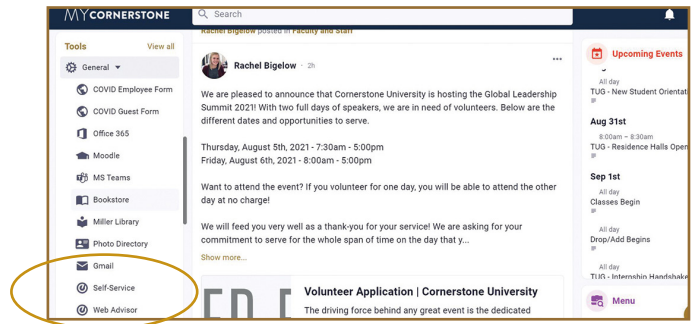 MYCORNERSTONE
Search
Tools
View all
General
COVID Employee Form
COVID Guest Form
Office 365
Moodle
MS Teams
Bookstore
Miller Library
Photo Directory
Gmail
Self-Service
Web Advisor
Rachel Bigelow posted in Faculty and Staff
Rachel Bigelow · 2h
We are pleased to announce that Cornerstone University is hosting the Global Leadership
Summit 2021! With two full days of speakers, we are in need of volunteers. Below are the
different dates and opportunities to serve.
Thursday, August 5th, 2021 - 7:30am - 5:00pm
Friday, August 6th, 2021 - 8:00am - 5:00pm
Want to attend the event? If you volunteer for one day, you will be able to attend the other
day at no charge!
We will feed you very well as a thank-you for your service! We are asking for your
commitment to serve for the whole span of time on the day that y...
Show more...
Volunteer Application | Cornerstone University
The driving force behind any great event is the dedicated
Upcoming Events
All day
TUG - New Student Orientati
Aug 31st
8:00am – 8:30am
TUG - Residence Halls Open
Sep 1st
All day
Classes Begin
All day
Drop/Add Begins
All day
TUG - Internship Handshake
Menu